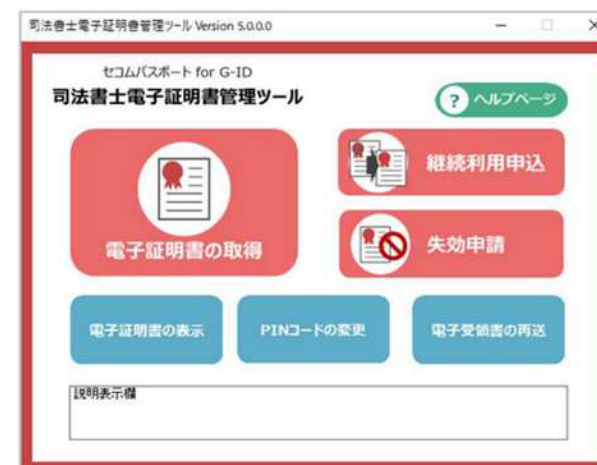 司法書士電子証明書管理ツール Version 5.0.0.0
セコムパスポート for G-ID
司法書士電子証明書管理ツール
? ヘルプページ
電子証明書の取得
継続利用申込
失効申請
電子証明書の表示
PINコードの変更
電子受領書の再送
説明表示欄